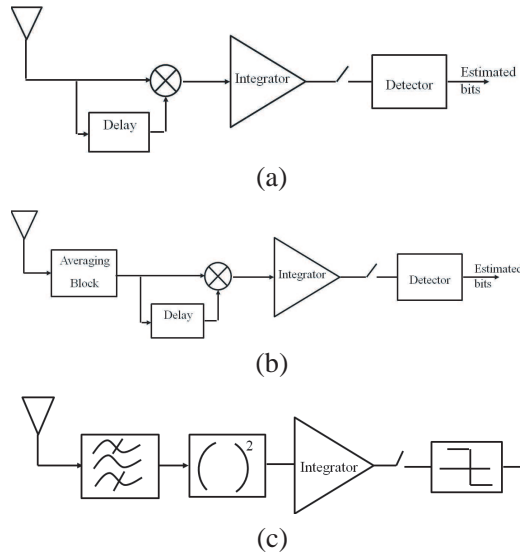 Integrator
Estimated
bits
Detector
Delay
(a)
Averaging
Block
Integrator
Estimated
bits
Detector
Delay
(b)
( )²
Integrator
(c)